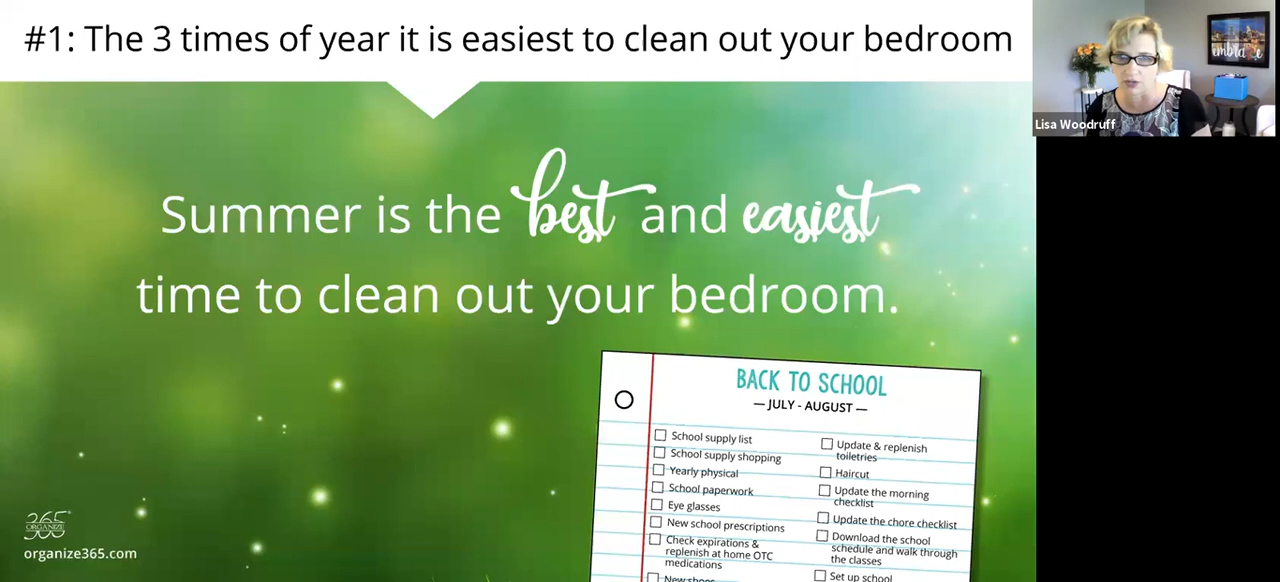 #1: The 3 times of year it is easiest to clean out your bedroom
Lisa Woodruff
Summer is the best and easiest
time to clean out your bedroom.
BACK TO SCHOOL
— JULY - AUGUST —
School supply list
School supply shopping
Yearly physical
School paperwork
Eye glasses
New school prescriptions
Check expirations &
replenish at home OTC
medications
New shoes
Update & replenish
toiletries
Haircut
Update the morning
checklist
Update the chore checklist
Download the school
schedule and walk through
the classes
Set up school
365
ORGANIZE
organize365.com